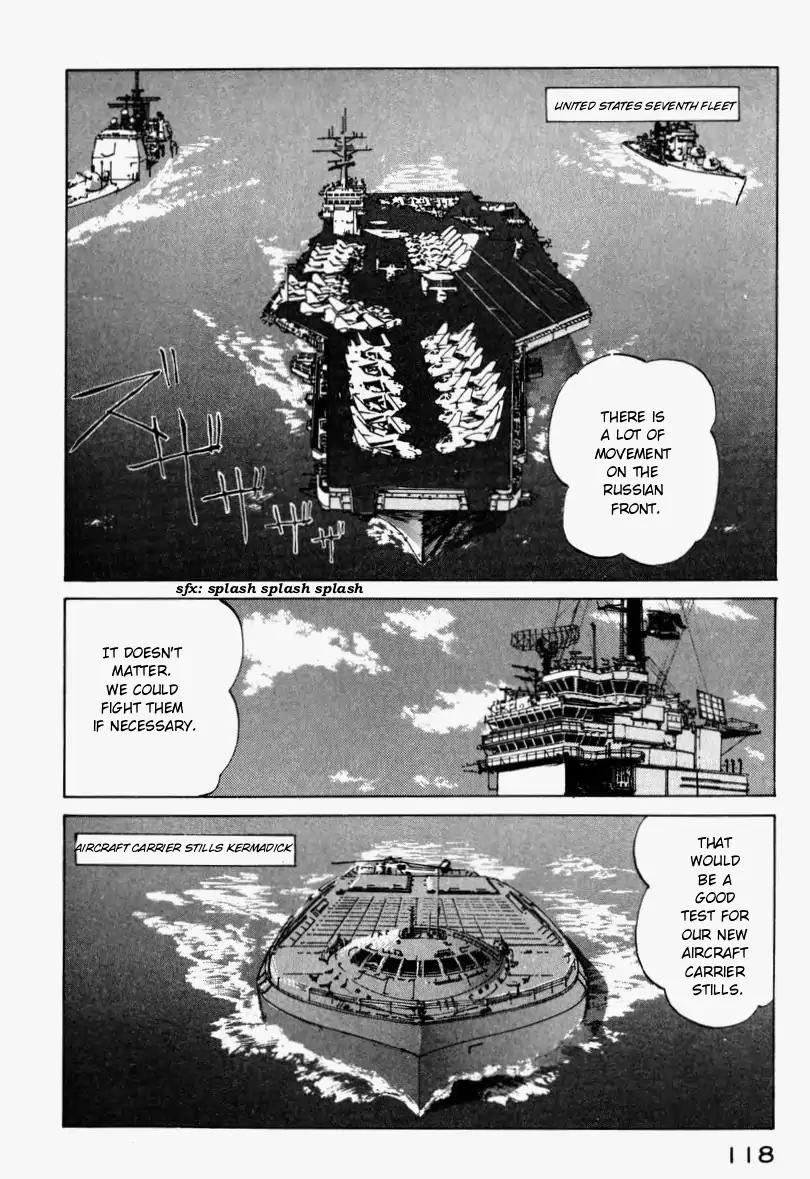 UNITED STATES SEVENTH FLEET
THERE IS
A LOT OF
MOVEMENT
ON THE
RUSSIAN
FRONT.
ズザザザザ
sfx: splash splash splash
IT DOESN'T
MATTER.
WE COULD
FIGHT THEM
IF NECESSARY.
AIRCRAFT CARRIER STILLS KERMADICK
THAT
WOULD
BE A
GOOD
TEST FOR
OUR NEW
AIRCRAFT
CARRIER
STILLS.
118